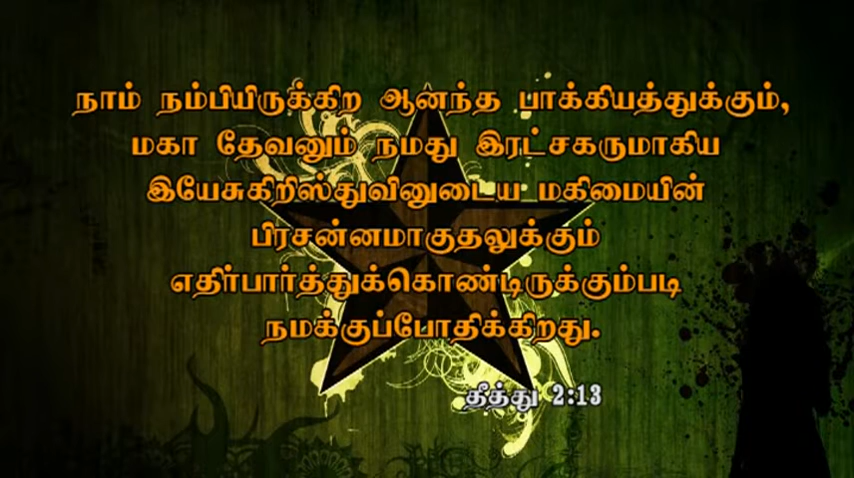 நாம் நம்பியிருக்கிற ஆனந்த பாக்கியத்துக்கும்,
மகா தேவனும் நமது இரட்சகருமாகிய
இயேசுகிறிஸ்துவினுடைய மகிமையின்
பிரசன்னமாகுதலுக்கும்
எதிர்பார்த்துக்கொண்டிருக்கும்படி
நமக்குப்போதிக்கிறது.
தீத்து 2:13